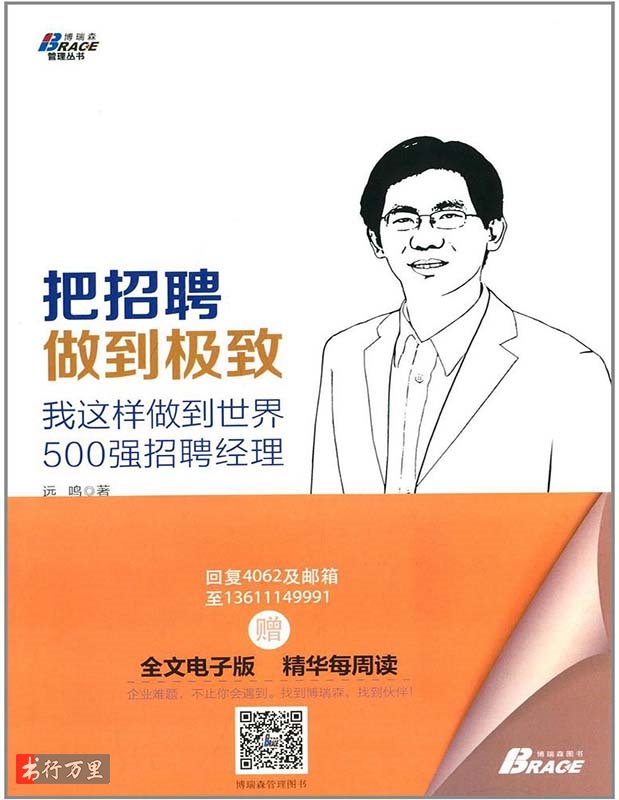 博瑞森
BRACE
管理丛书
把招聘
做到极致
我这样做到世界
500强招聘经理
远 鸣◎著
回复4062及邮箱
至13611149991
赠
全文电子版 精华每周读
企业难题、不止你会遇到。找到博瑞森、找到伙伴!
BRACE
博瑞森管理图书
书行万里
博瑞森图书
BRACE